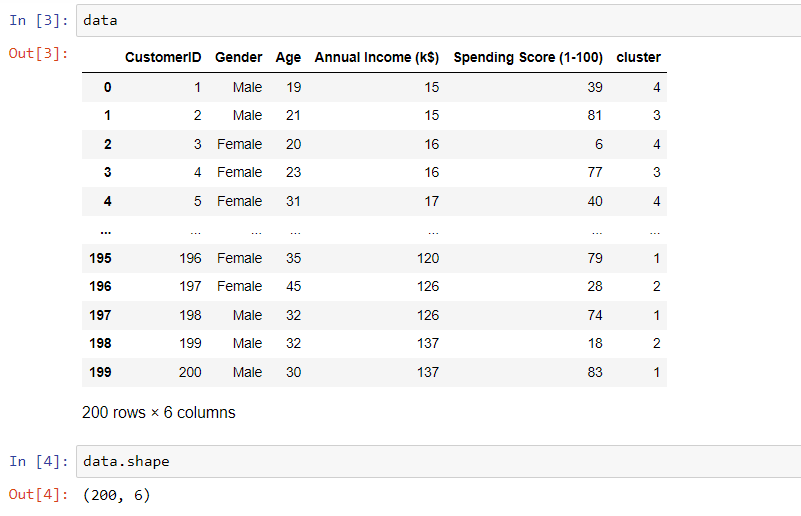 In [3]: data
Out[3]:
CustomerID Gender Age Annual Income (k$) Spending Score (1-100) cluster
0 1 Male 19 15 39 4
1 2 Male 21 15 81 3
2 3 Female 20 16 6 4
3 4 Female 23 16 77 3
4 5 Female 31 17 40 4
... ... ... ... ... ... ...
195 196 Female 35 120 79 1
196 197 Female 45 126 28 2
197 198 Male 32 126 74 1
198 199 Male 32 137 18 2
199 200 Male 30 137 83 1
200 rows × 6 columns
In [4]: data.shape
Out[4]: (200, 6)